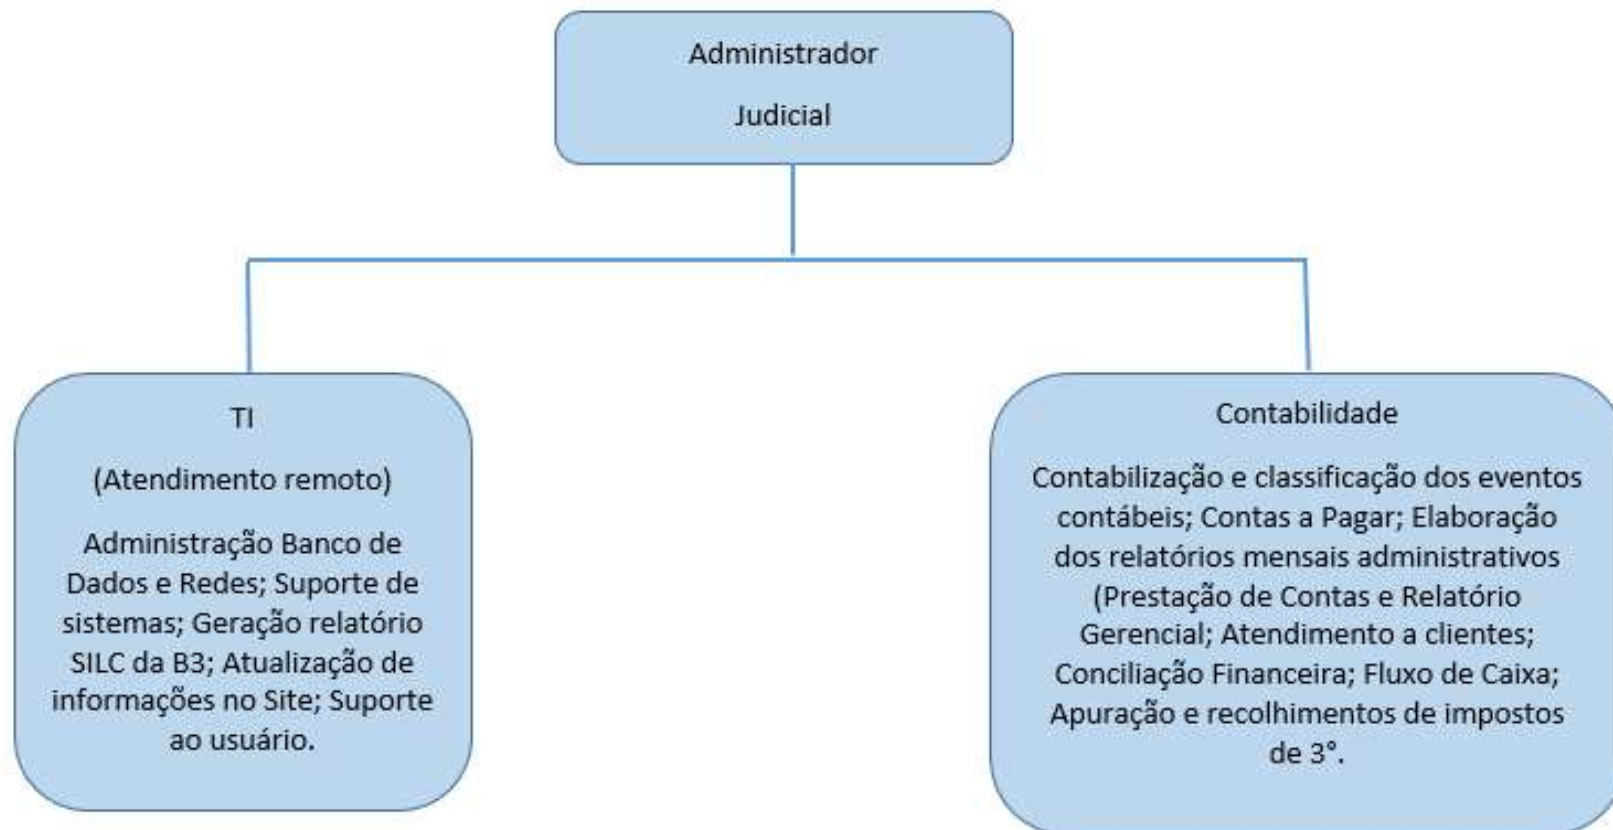 Administrador
Judicial
TI
(Atendimento remoto)
Administração Banco de
Dados e Redes; Suporte de
sistemas; Geração relatório
SILC da B3; Atualização de
informações no Site; Suporte
ao usuário.
Contabilidade
Contabilização e classificação dos eventos
contábeis; Contas a Pagar; Elaboração
dos relatórios mensais administrativos
(Prestação de Contas e Relatório
Gerencial; Atendimento a clientes;
Conciliação Financeira; Fluxo de Caixa;
Apuração e recolhimentos de impostos
de 3°.